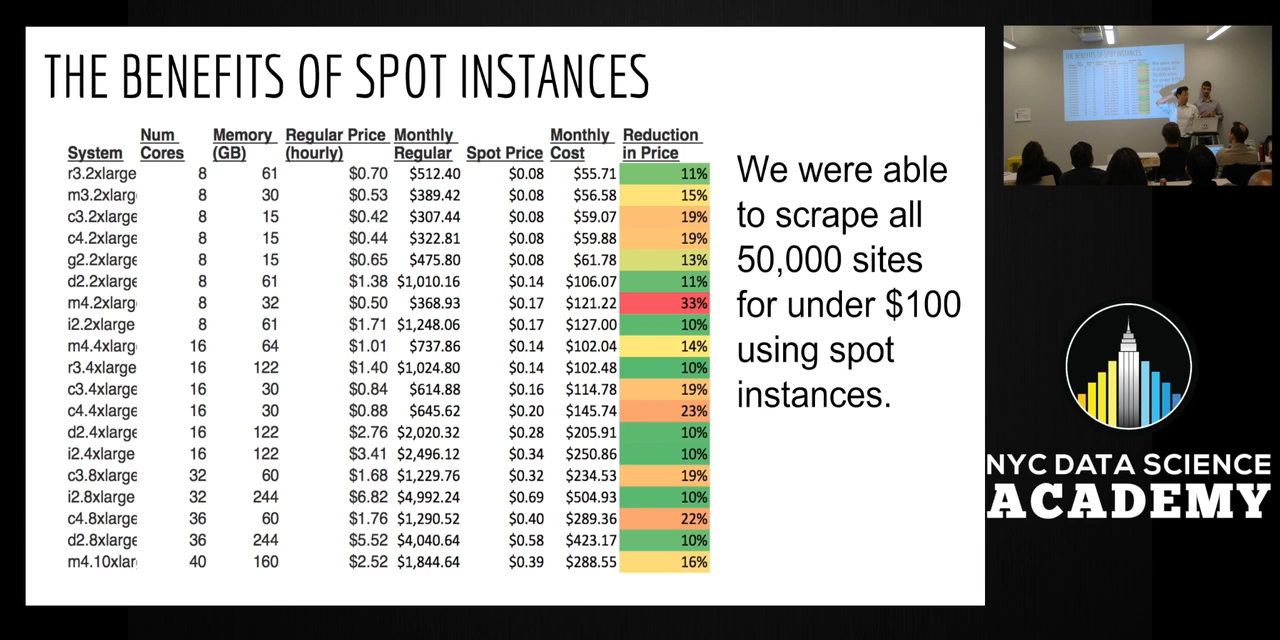 THE BENEFITS OF SPOT INSTANCES
System Num Cores Memory (GB) Regular Price (hourly) Monthly Regular Spot Price Monthly Cost Reduction in Price
r3.2xlarge 8 61 $0.70 $512.40 $0.08 $55.71 11%
m3.2xlarg 8 30 $0.53 $389.42 $0.08 $56.58 15%
c3.2xlarge 8 15 $0.42 $307.44 $0.08 $59.07 19%
c4.2xlarge 8 15 $0.44 $322.81 $0.08 $59.88 19%
g2.2xlarge 8 15 $0.65 $475.80 $0.08 $61.78 13%
d2.2xlarge 8 61 $1.38 $1,010.16 $0.14 $106.07 11%
m4.2xlarg 8 32 $0.50 $368.93 $0.17 $121.22 33%
i2.2xlarge 8 61 $1.71 $1,248.06 $0.17 $127.00 10%
m4.4xlarg 16 64 $1.01 $737.86 $0.14 $102.04 14%
r3.4xlarge 16 122 $1.40 $1,024.80 $0.14 $102.48 10%
c3.4xlarge 16 30 $0.84 $614.88 $0.16 $114.78 19%
c4.4xlarge 16 30 $0.88 $645.62 $0.20 $145.74 23%
d2.4xlarge 16 122 $2.76 $2,020.32 $0.28 $205.91 10%
i2.4xlarge 16 122 $3.41 $2,496.12 $0.34 $250.86 10%
c3.8xlarge 32 60 $1.68 $1,229.76 $0.32 $234.53 19%
i2.8xlarge 32 244 $6.82 $4,992.24 $0.69 $504.93 10%
c4.8xlarge 36 60 $1.76 $1,290.52 $0.40 $289.36 22%
d2.8xlarge 36 244 $5.52 $4,040.64 $0.58 $423.17 10%
m4.10xlar 40 160 $2.52 $1,844.64 $0.39 $288.55 16%
We were able
to scrape all
50,000 sites
for under $100
using spot
instances.
NYC DATA SCIENCE
ACADEMY